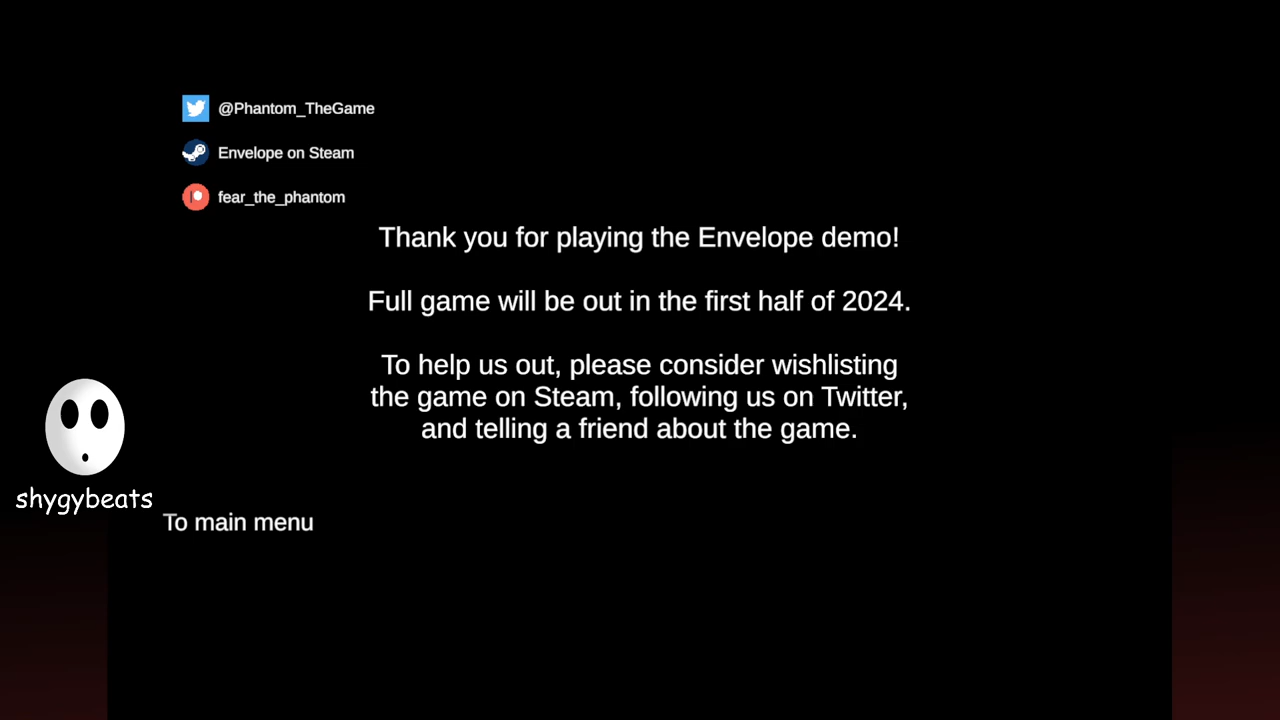 @Phantom_TheGame
Envelope on Steam
fear_the_phantom
Thank you for playing the Envelope demo!
Full game will be out in the first half of 2024.
To help us out, please consider wishlisting
the game on Steam, following us on Twitter,
and telling a friend about the game.
shygybeats
To main menu